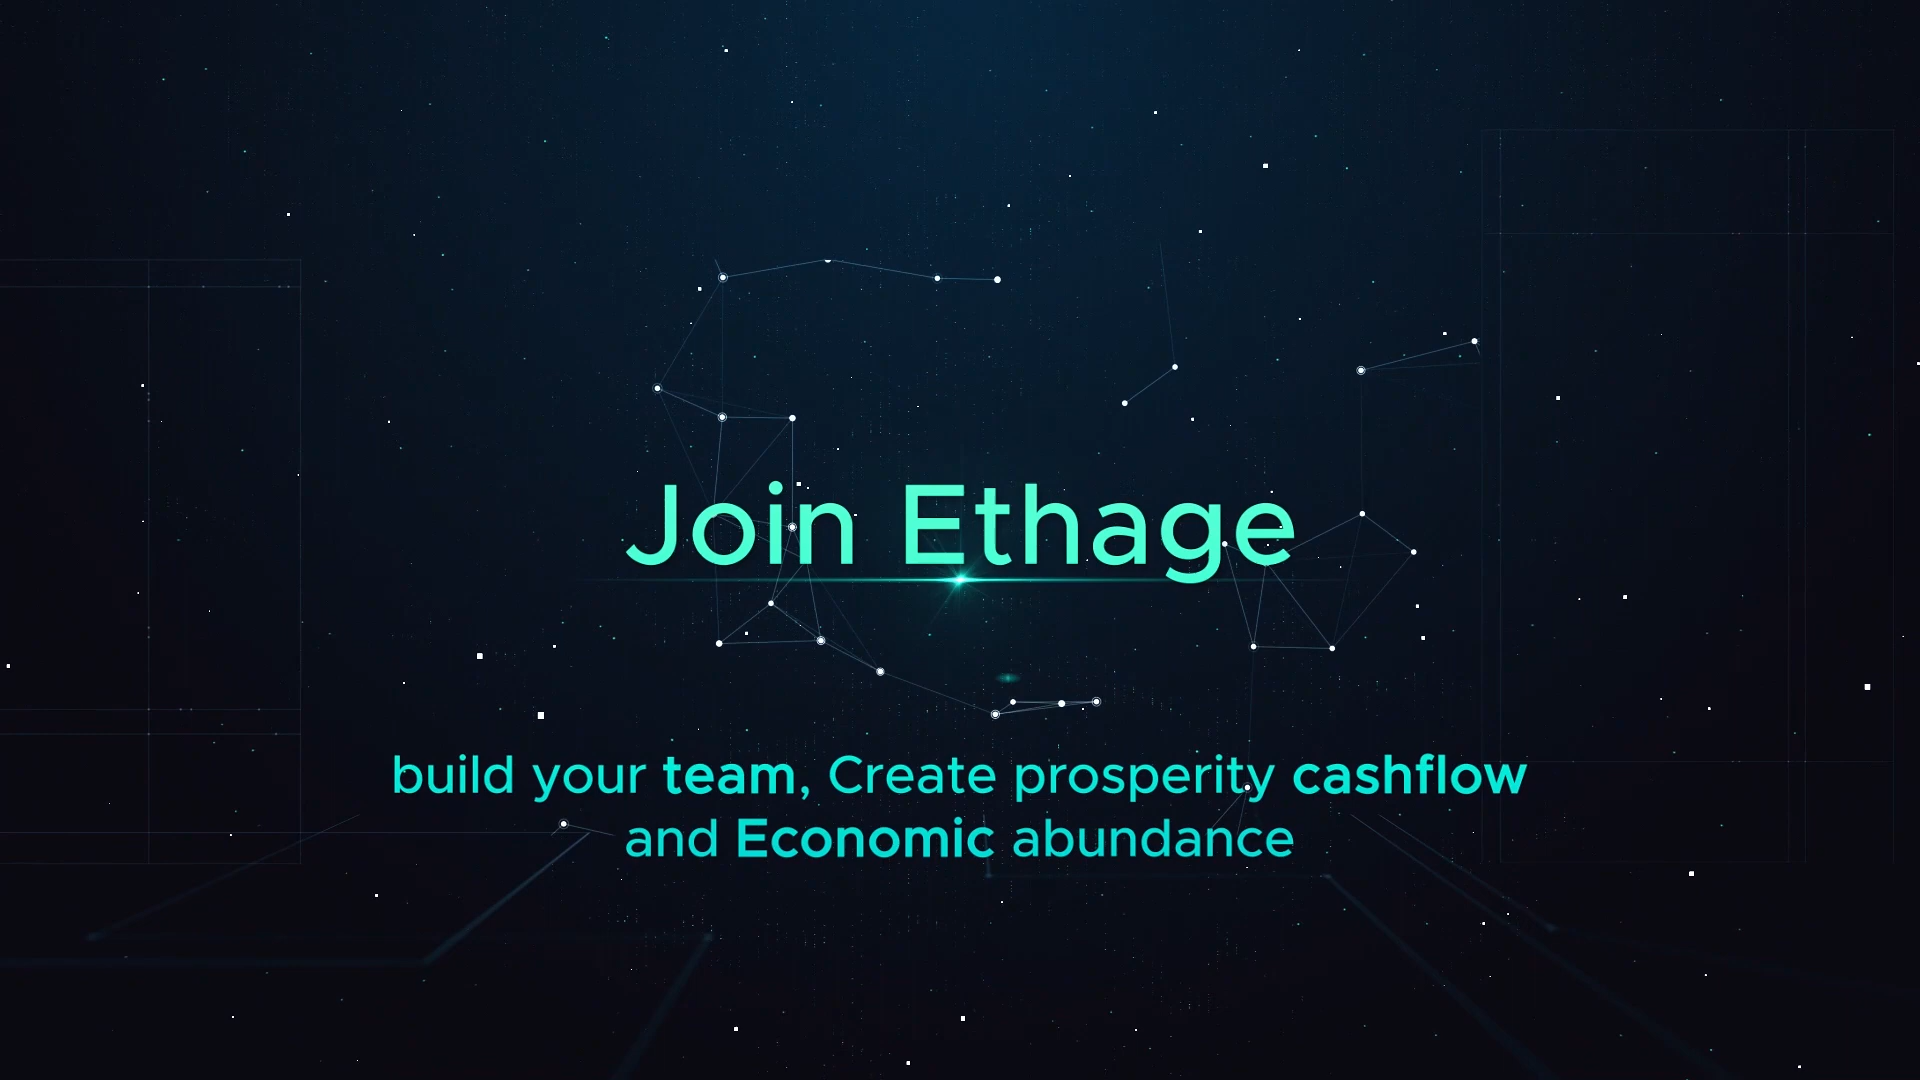 Join Ethage
build your team, Create prosperity cashflow
and Economic abundance